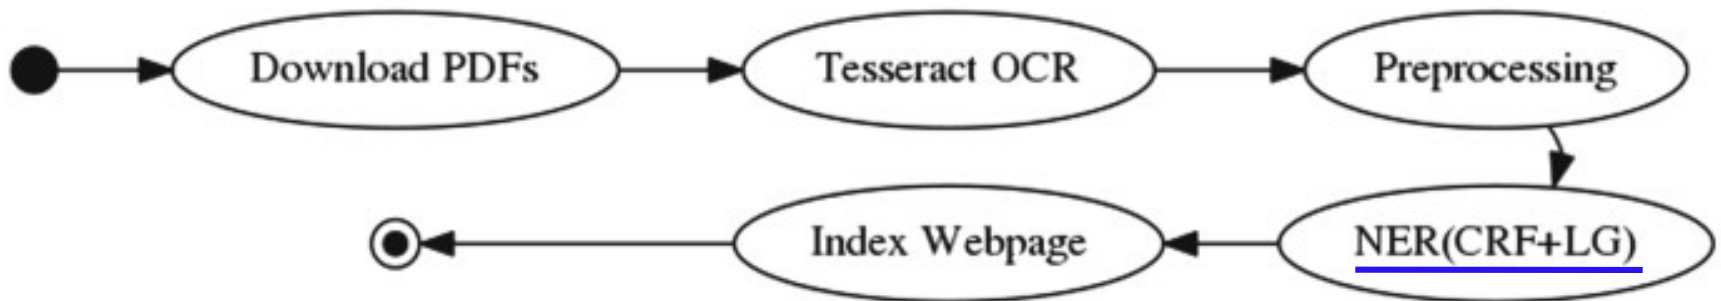 Download PDFs
Tesseract OCR
Preprocessing
NER(CRF+LG)
Index Webpage